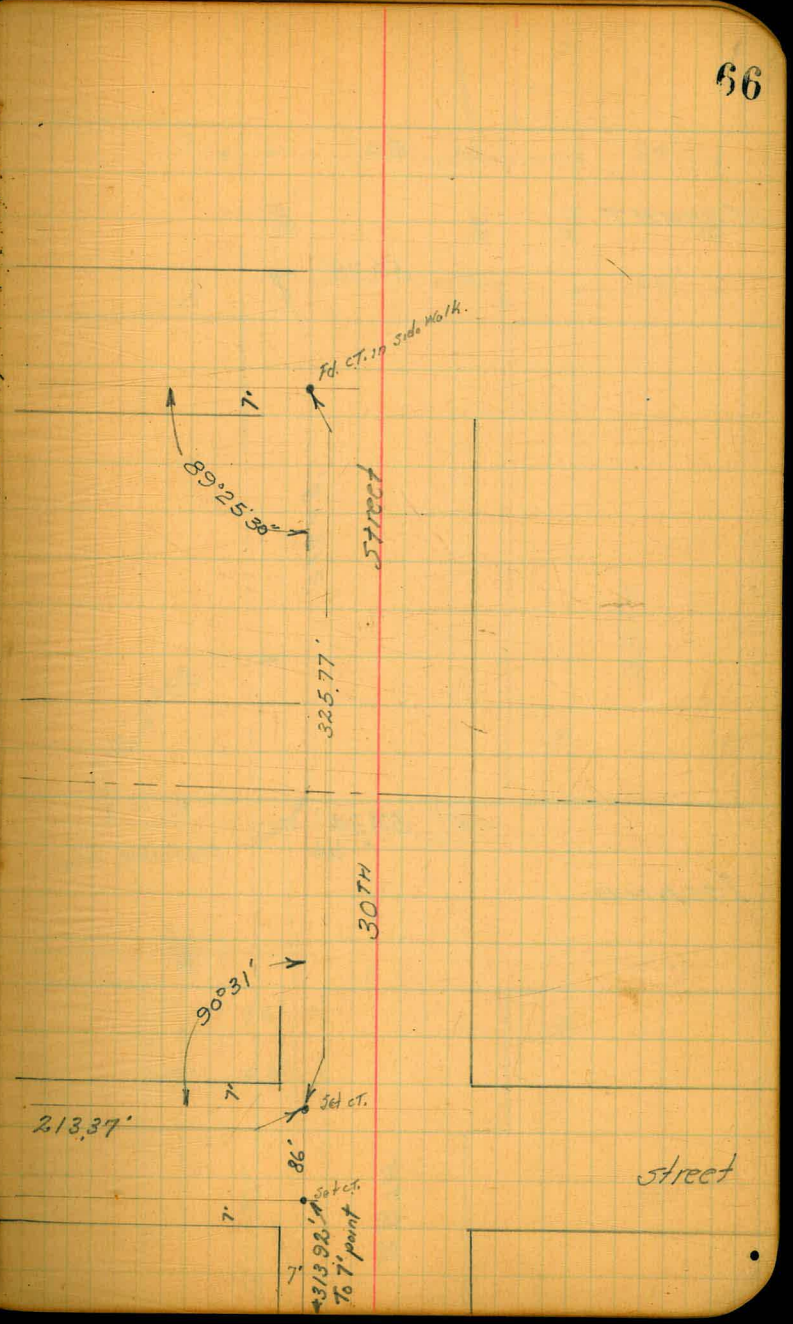 66
Fd. CT. in Side Walk.
7'
89°25'30"
Street
325.77'
30TH
90°31'
7'
Set CT.
213.37'
86'
Street
Set CT.
7'
7'
313.92'
To 7' point